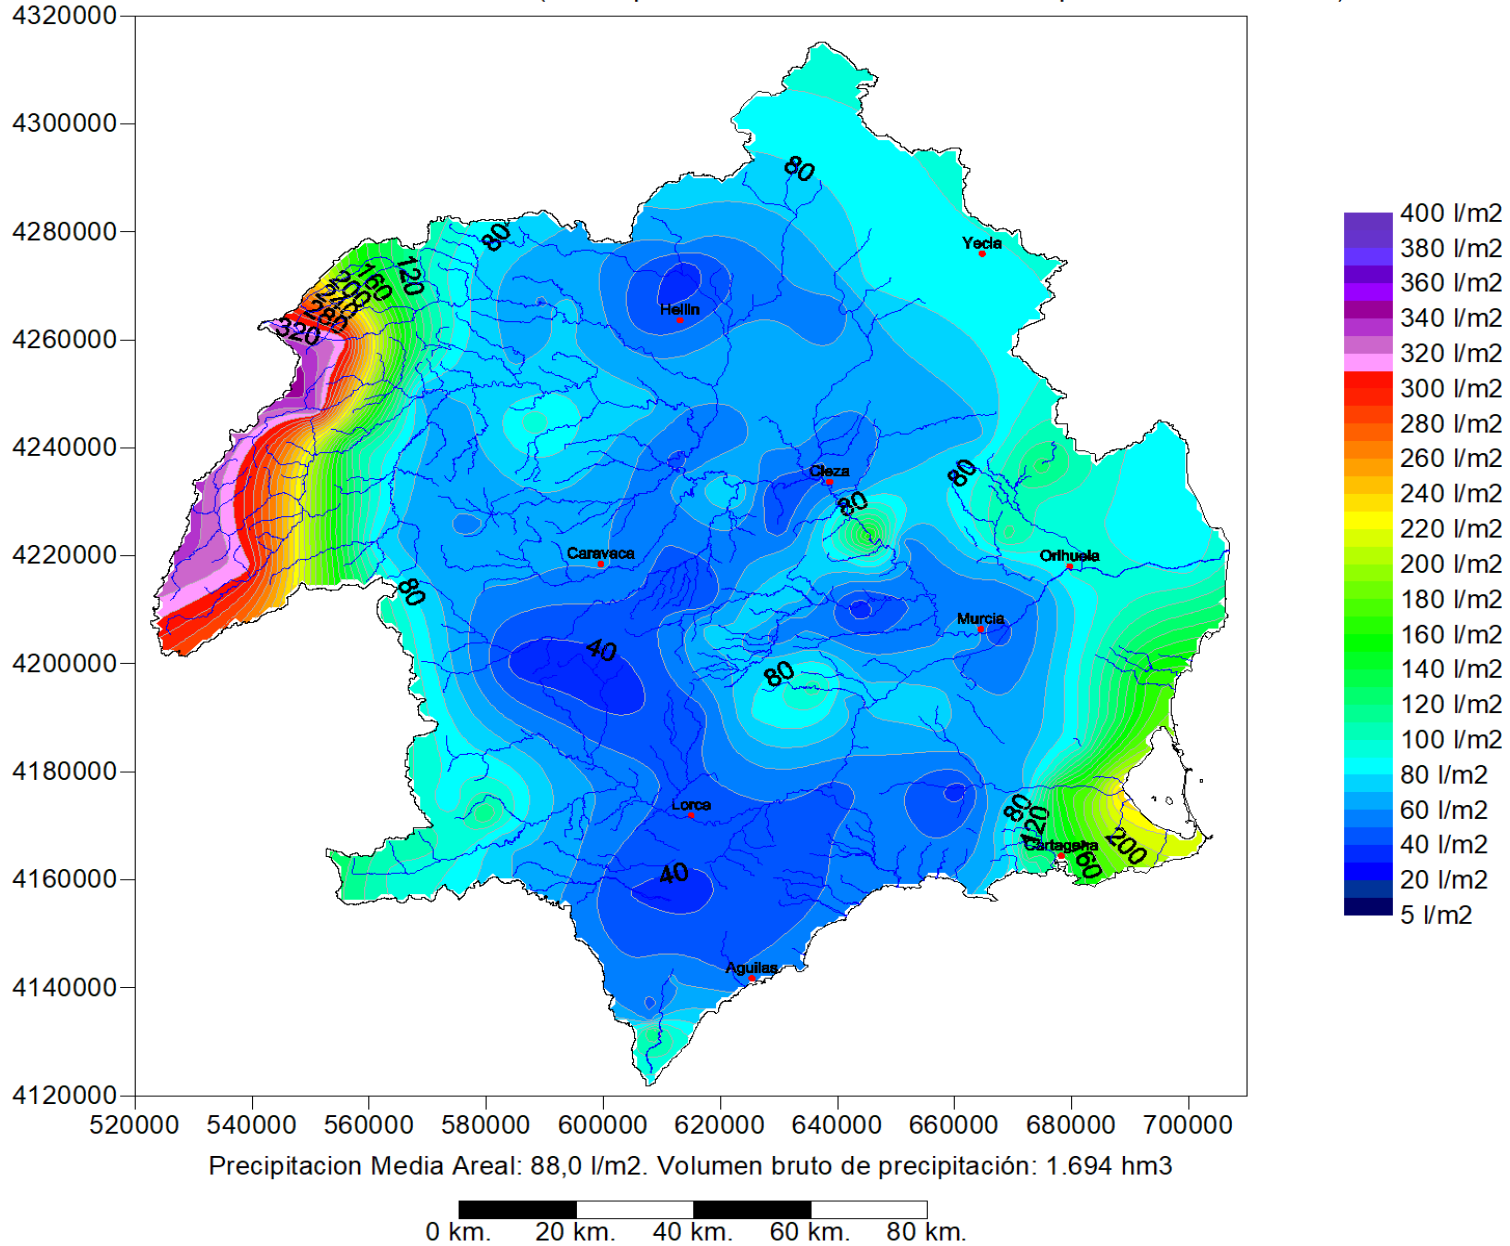 4320000
4300000
4280000
4260000
4240000
4220000
4200000
4180000
4160000
4140000
4120000
520000 540000 560000 580000 600000 620000 640000 660000 680000 700000
80
80
120
160
200
240
280
320
Yecla
Hellin
Cieza
80
80
Caravaca
Orihuela
80
Murcia
40
80
Lorca
80
120
Cartagena
160
200
40
Aguilas
400 l/m2
380 l/m2
360 l/m2
340 l/m2
320 l/m2
300 l/m2
280 l/m2
260 l/m2
240 l/m2
220 l/m2
200 l/m2
180 l/m2
160 l/m2
140 l/m2
120 l/m2
100 l/m2
80 l/m2
60 l/m2
40 l/m2
20 l/m2
5 l/m2
Precipitacion Media Areal: 88,0 l/m2. Volumen bruto de precipitación: 1.694 hm3
0 km. 20 km. 40 km. 60 km. 80 km.